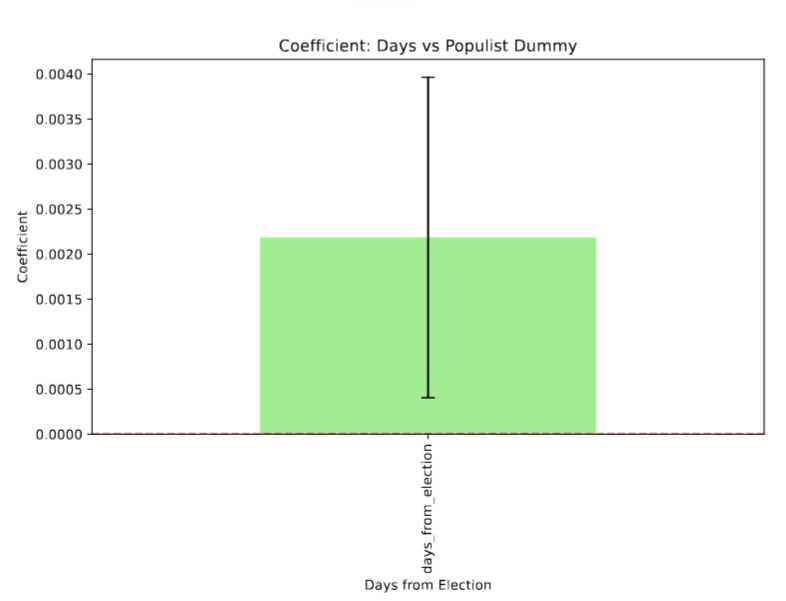 Coefficient: Days vs Populist Dummy
0.0040
0.0035
0.0030
0.0025
0.0020
0.0015
0.0010
0.0005
0.0000
Coefficient
days_from_election
Days from Election